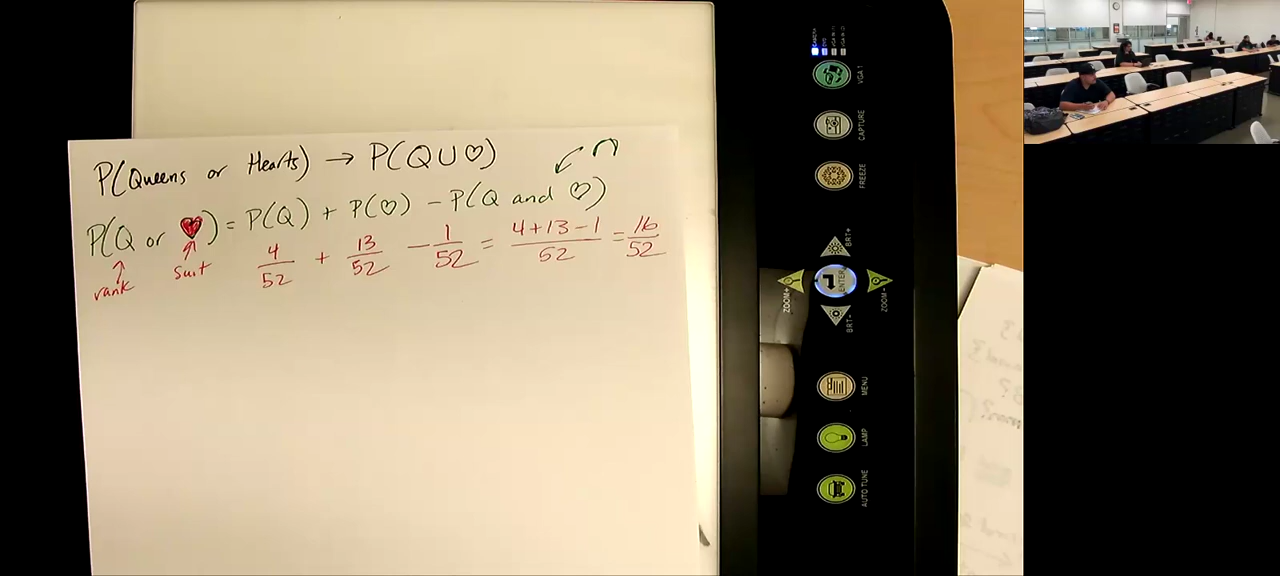 P(Queens or Hearts) → P(Q ∪ ♡)
∩
P(Q or ♥) = P(Q) + P(♡) − P(Q and ♡)
rank suit 4/52 + 13/52 − 1/52 = (4+13−1)/52 = 16/52
VGA 1
CAPTURE
FREEZE
BRT+
ZOOM+ ENTER ZOOM−
BRT−
MENU
LAMP
AUTO TUNE